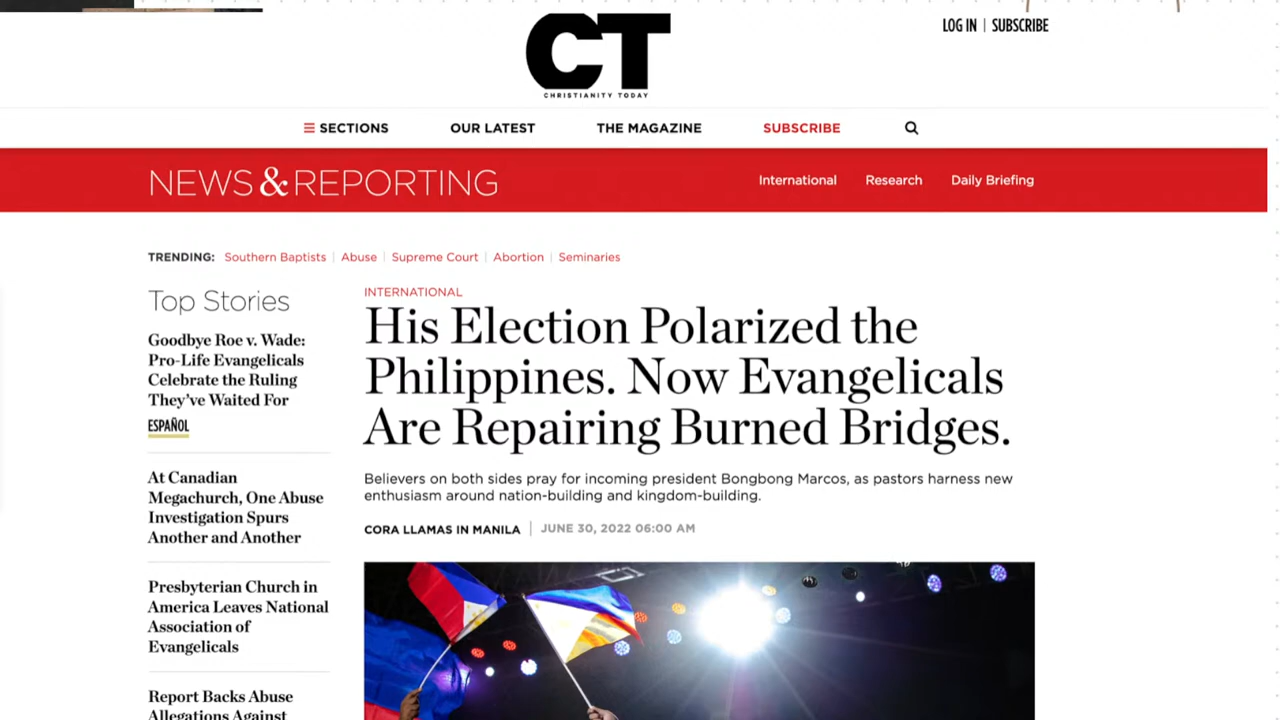 CT
CHRISTIANITY TODAY
LOG IN | SUBSCRIBE
SECTIONS OUR LATEST THE MAGAZINE SUBSCRIBE
NEWS & REPORTING
International Research Daily Briefing
TRENDING: Southern Baptists | Abuse | Supreme Court | Abortion | Seminaries
Top Stories
Goodbye Roe v. Wade:
Pro-Life Evangelicals
Celebrate the Ruling
They've Waited For
ESPAÑOL
At Canadian
Megachurch, One Abuse
Investigation Spurs
Another and Another
Presbyterian Church in
America Leaves National
Association of
Evangelicals
Report Backs Abuse
Allegations Against
INTERNATIONAL
His Election Polarized the
Philippines. Now Evangelicals
Are Repairing Burned Bridges.
Believers on both sides pray for incoming president Bongbong Marcos, as pastors harness new
enthusiasm around nation-building and kingdom-building.
CORA LLAMAS IN MANILA | JUNE 30, 2022 06:00 AM